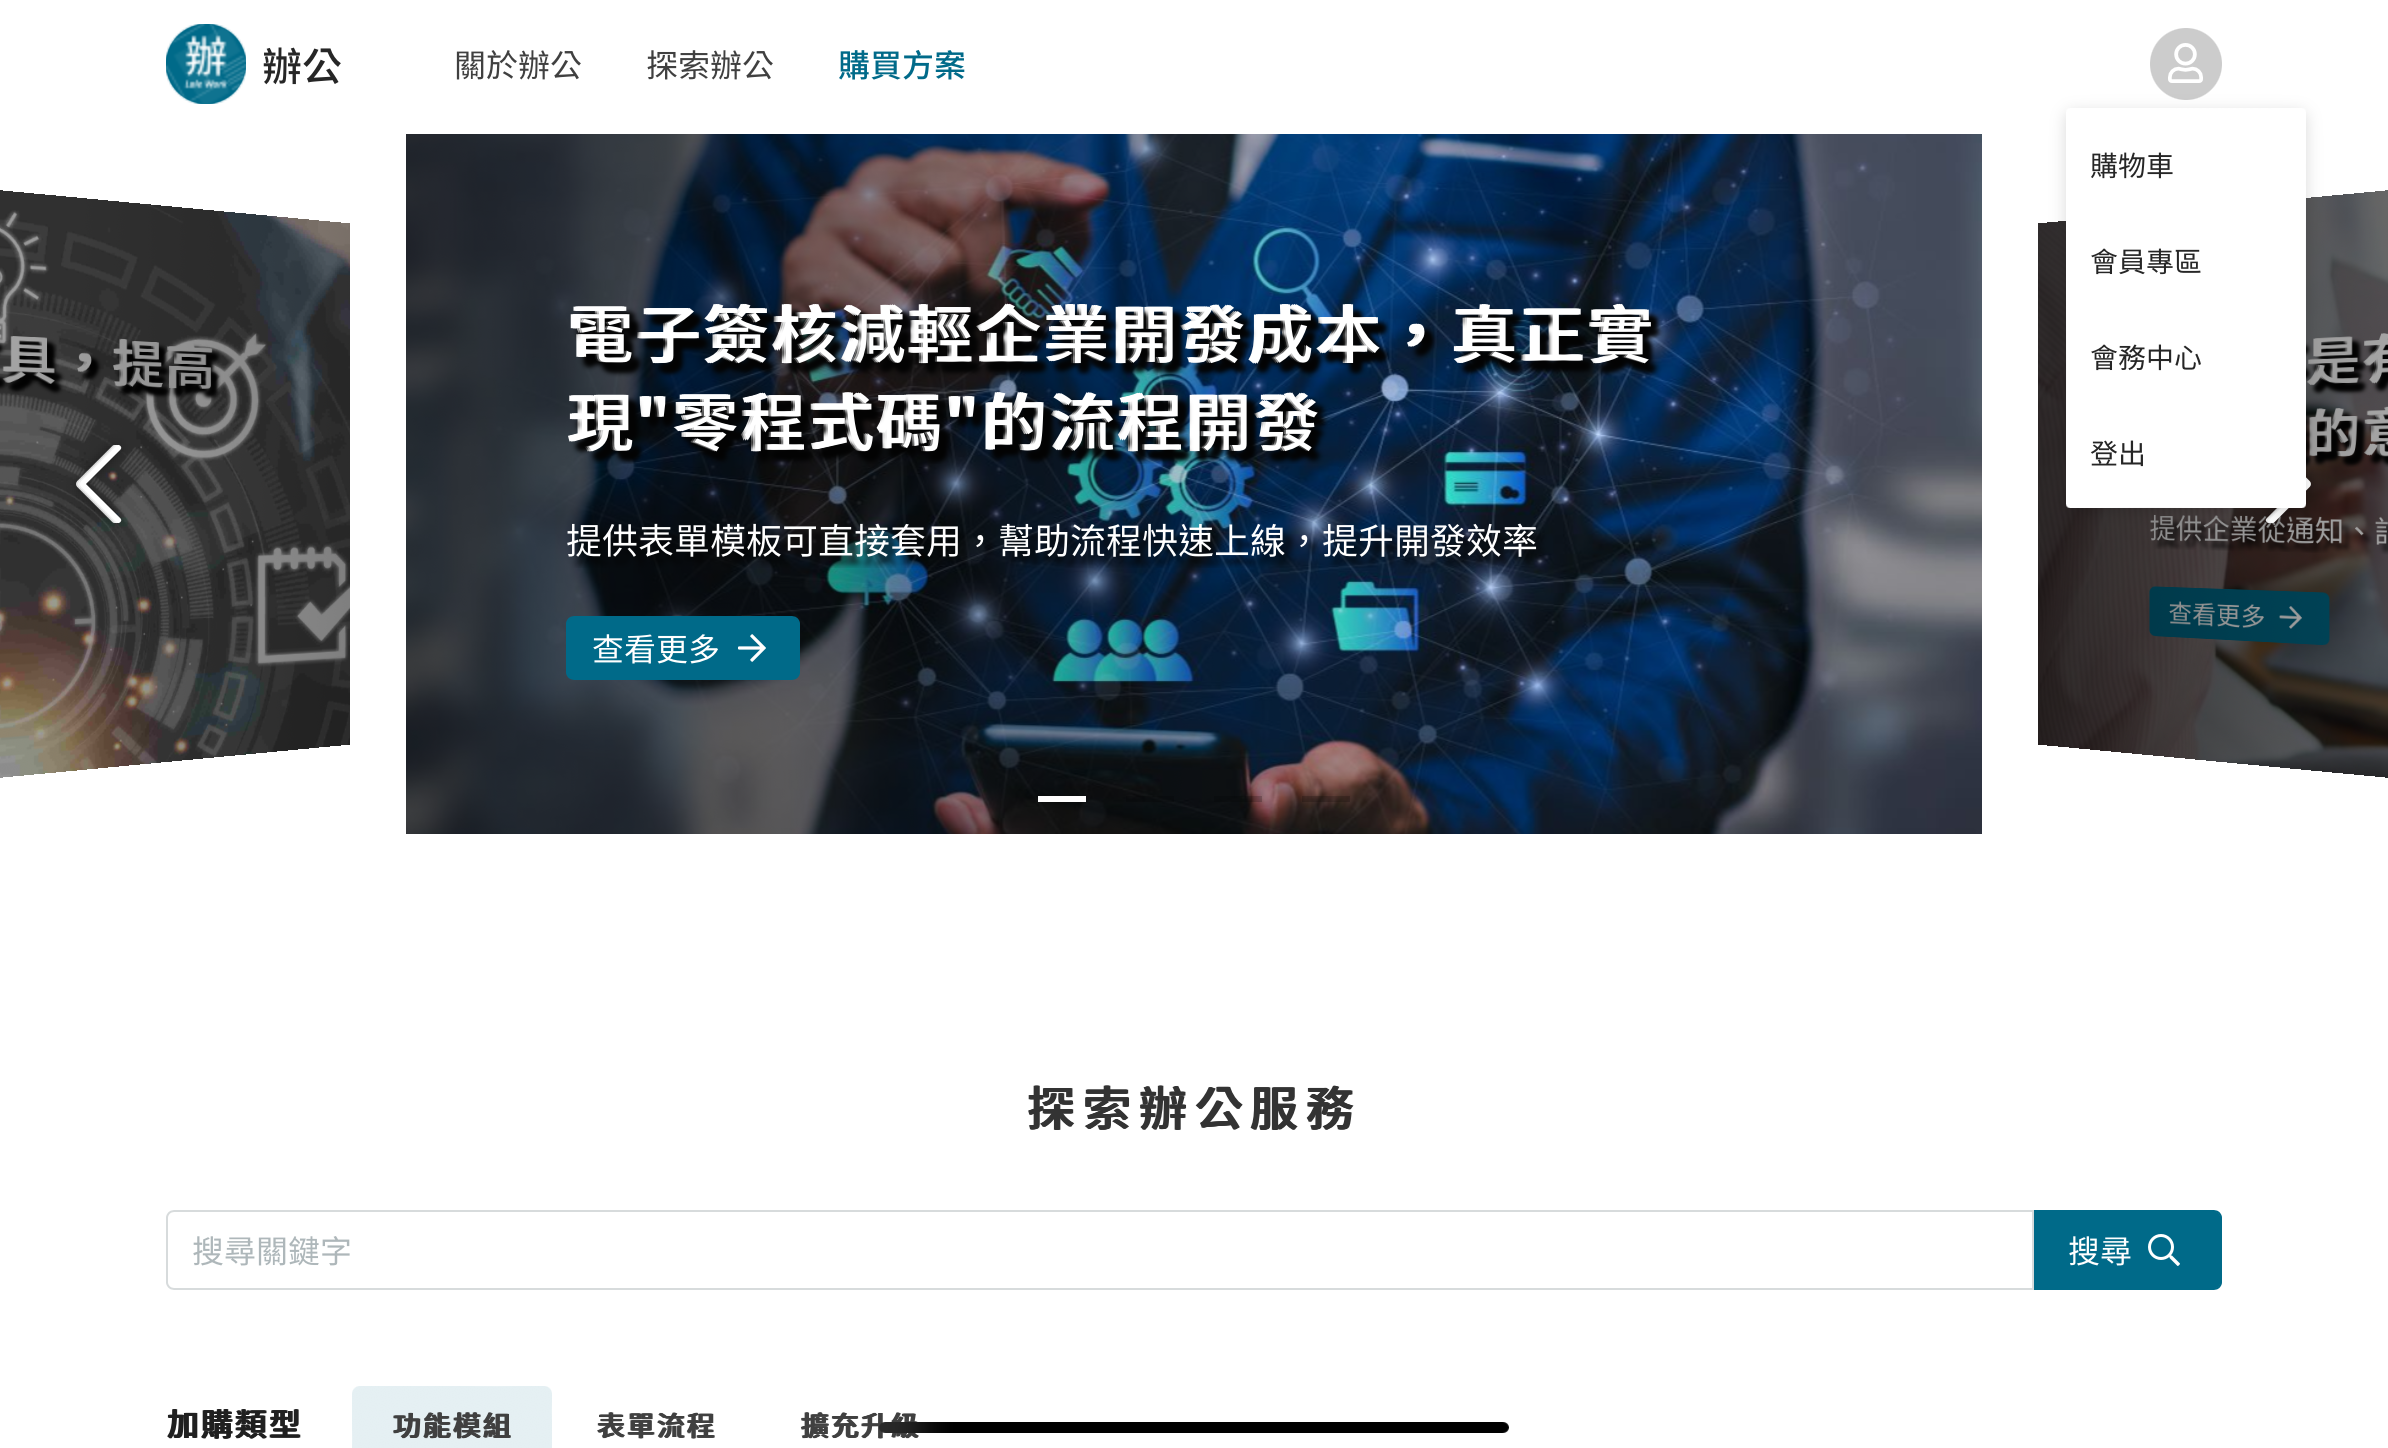 辦
Let's Work
辦公
關於辦公
探索辦公
購買方案
購物車
會員專區
會務中心
登出
具，提高
電子簽核減輕企業開發成本，真正實
現"零程式碼"的流程開發
提供表單模板可直接套用，幫助流程快速上線，提升開發效率
查看更多
是
的意
提供企業從通知、
查看更多
探索辦公服務
搜尋關鍵字
搜尋
加購類型
功能模組
表單流程
擴充升級